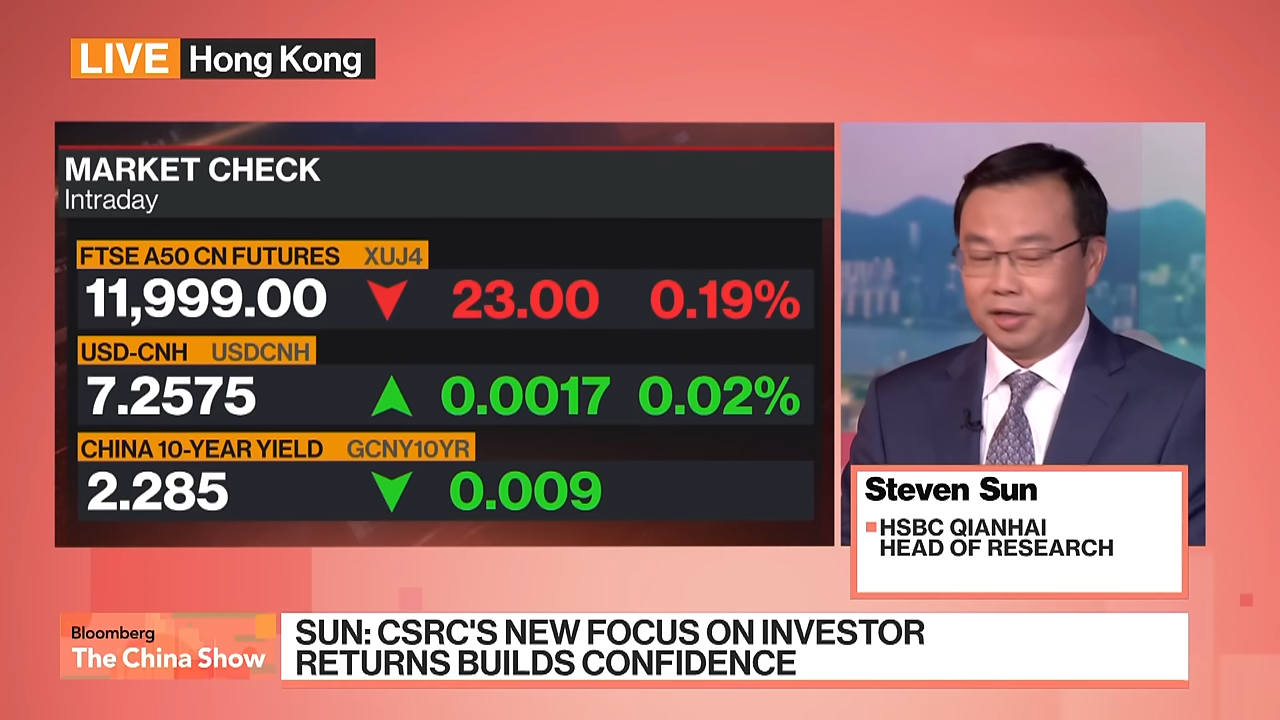 LIVE Hong Kong
MARKET CHECK
Intraday
FTSE A50 CN FUTURES XUJ4
11,999.00 ▼ 23.00 0.19%
USD-CNH USDCNH
7.2575 ▲ 0.0017 0.02%
CHINA 10-YEAR YIELD GCNY10YR
2.285 ▼ 0.009
Steven Sun
HSBC QIANHAI
HEAD OF RESEARCH
Bloomberg
The China Show
SUN: CSRC'S NEW FOCUS ON INVESTOR
RETURNS BUILDS CONFIDENCE